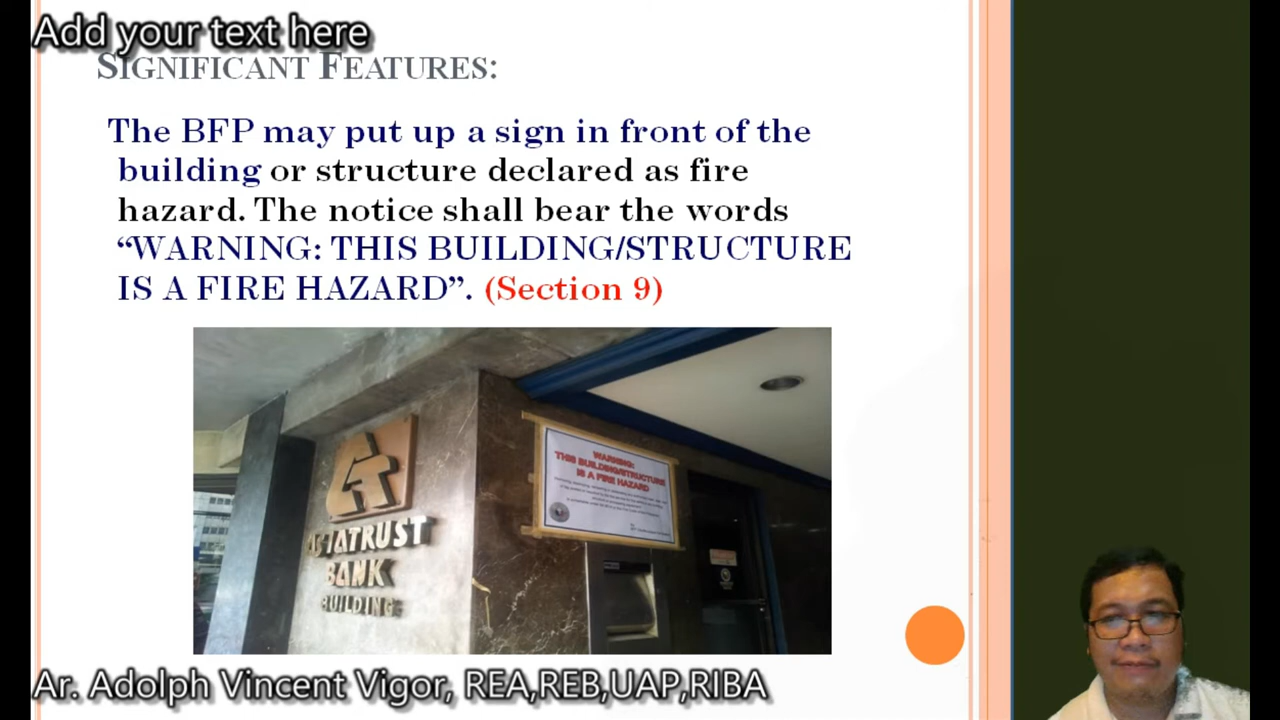 Add your text here
SIGNIFICANT FEATURES:
The BFP may put up a sign in front of the
building or structure declared as fire
hazard. The notice shall bear the words
“WARNING: THIS BUILDING/STRUCTURE
IS A FIRE HAZARD”. (Section 9)
WARNING:
THIS BUILDING/STRUCTURE
IS A FIRE HAZARD
ASIATRUST
BANK
BUILDING
Ar. Adolph Vincent Vigor, REA,REB,UAP,RIBA